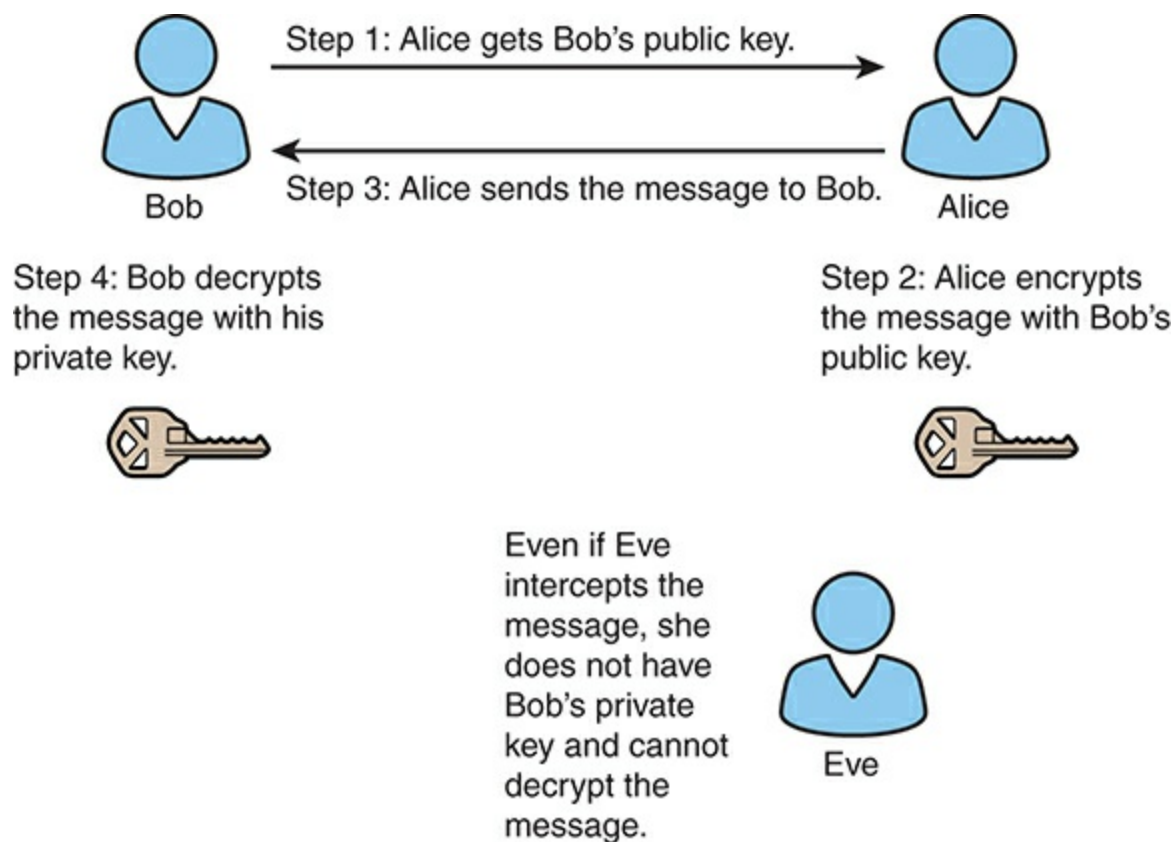 Step 1: Alice gets Bob's public key.
Step 3: Alice sends the message to Bob.
Bob
Alice
Step 4: Bob decrypts
the message with his
private key.
Step 2: Alice encrypts
the message with Bob's
public key.
Even if Eve
intercepts the
message, she
does not have
Bob's private
key and cannot
decrypt the
message.
Eve